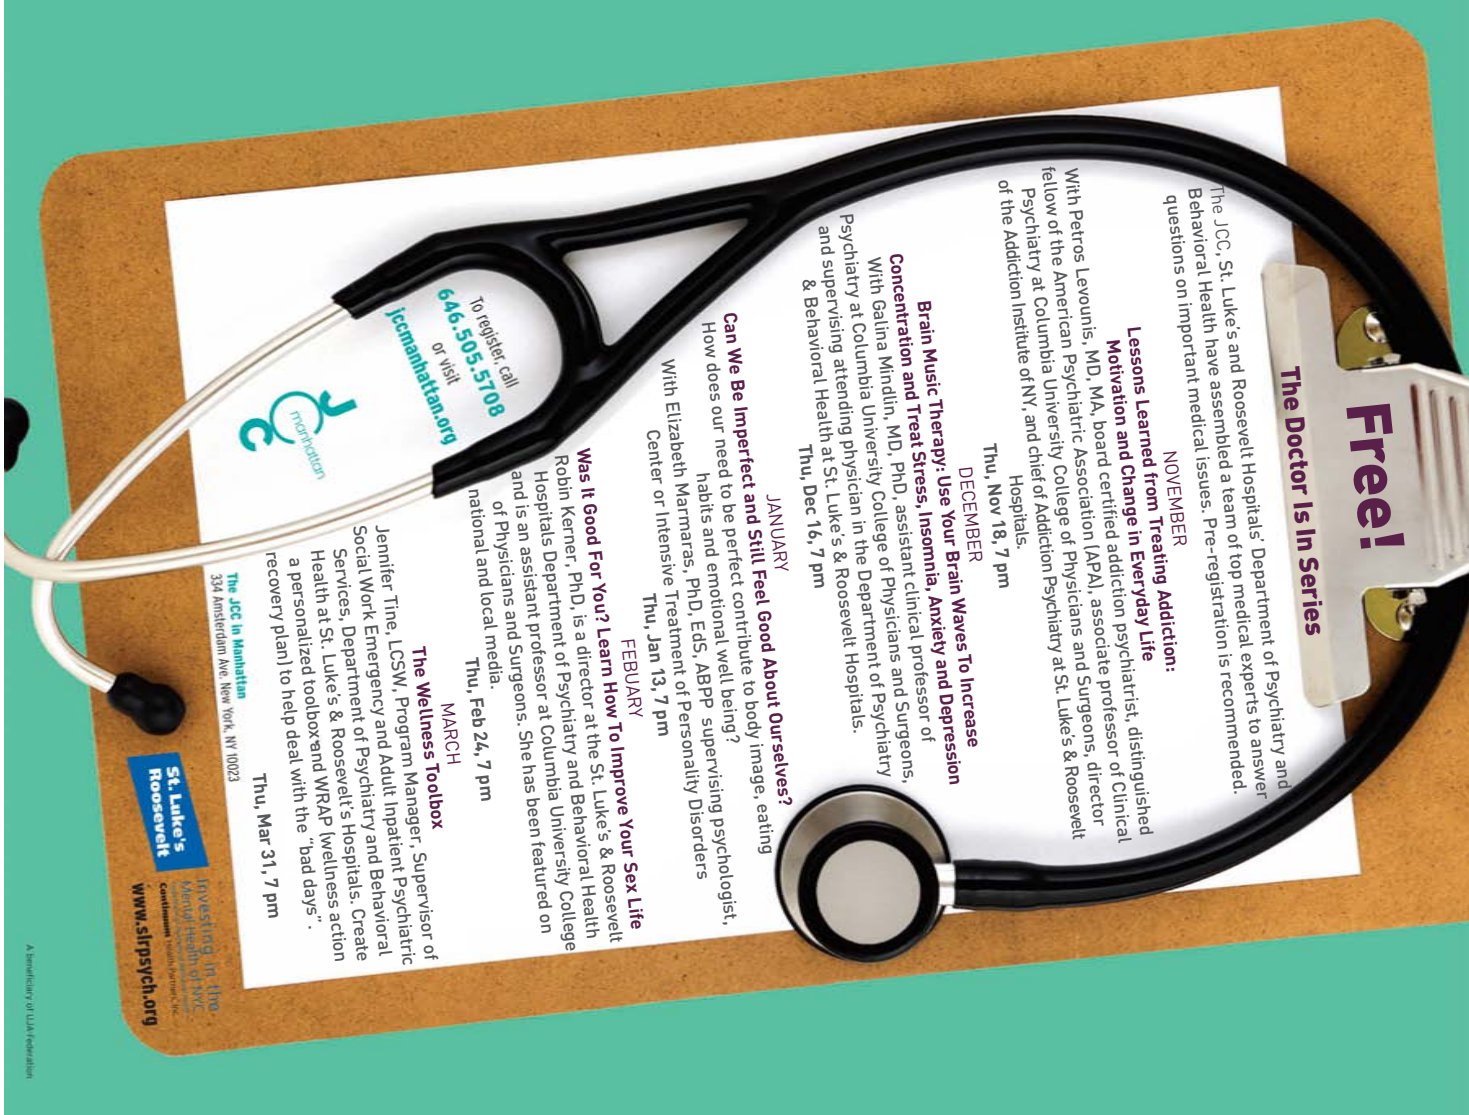 Free!
The Doctor Is In Series
The JCC, St. Luke's and Roosevelt Hospitals' Department of Psychiatry and
Behavioral Health have assembled a team of top medical experts to answer
questions on important medical issues. Pre-registration is recommended.
NOVEMBER
Lessons Learned from Treating Addiction:
Motivation and Change in Everyday Life
With Petros Levounis, MD, MA, board certified addiction psychiatrist, distinguished
fellow of the American Psychiatric Association (APA), associate professor of Clinical
Psychiatry at Columbia University College of Physicians and Surgeons, director
of the Addiction Institute of NY, and chief of Addiction Psychiatry at St. Luke's & Roosevelt
Hospitals.
Thu, Nov 18, 7 pm
DECEMBER
Brain Music Therapy: Use Your Brain Waves To Increase
Concentration and Treat Stress, Insomnia, Anxiety and Depression
With Galina Mindlin, MD, PhD, assistant clinical professor of
Psychiatry at Columbia University College of Physicians and Surgeons,
and supervising attending physician in the Department of Psychiatry
& Behavioral Health at St. Luke's & Roosevelt Hospitals.
Thu, Dec 16, 7 pm
JANUARY
Can We Be Imperfect and Still Feel Good About Ourselves?
How does our need to be perfect contribute to body image, eating
habits and emotional well being?
With Elizabeth Marmaras, PhD, EdS, ABPP supervising psychologist,
Center or Intensive Treatment of Personality Disorders
Thu, Jan 13, 7 pm
FEBUARY
Was It Good For You? Learn How To Improve Your Sex Life
Robin Kerner, PhD, is a director at the St. Luke's & Roosevelt
Hospitals Department of Psychiatry and Behavioral Health
and is an assistant professor at Columbia University College
of Physicians and Surgeons. She has been featured on
national and local media.
Thu, Feb 24, 7 pm
MARCH
The Wellness Toolbox
Jennifer Tine, LCSW, Program Manager, Supervisor of
Social Work Emergency and Adult Inpatient Psychiatric
Services, Department of Psychiatry and Behavioral
Health at St. Luke's & Roosevelt's Hospitals. Create
a personalized toolbox and WRAP (wellness action
recovery plan) to help deal with the "bad days".
Thu, Mar 31, 7 pm
To register, call
646.505.5708
or visit
jccmanhattan.org
JCC
manhattan
The JCC in Manhattan
334 Amsterdam Ave. New York, NY 10023
St. Luke's
Roosevelt
Investing in the
Mental Health of NYC
Continuum Health Partners, Inc.
www.slrpsych.org
A beneficiary of UJA-Federation